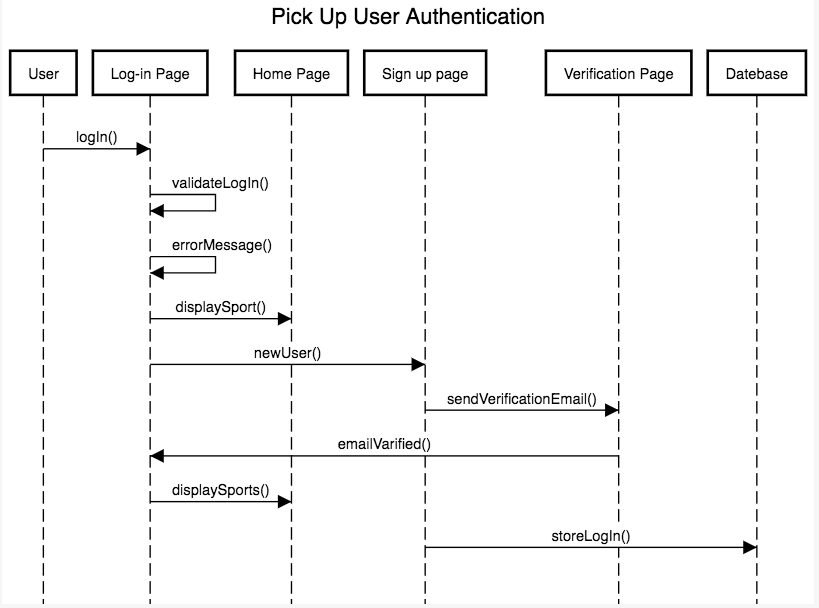 Pick Up User Authentication
User
Log-in Page
Home Page
Sign up page
Verification Page
Datebase
logIn()
validateLogIn()
errorMessage()
displaySport()
newUser()
sendVerificationEmail()
emailVarified()
displaySports()
storeLogIn()